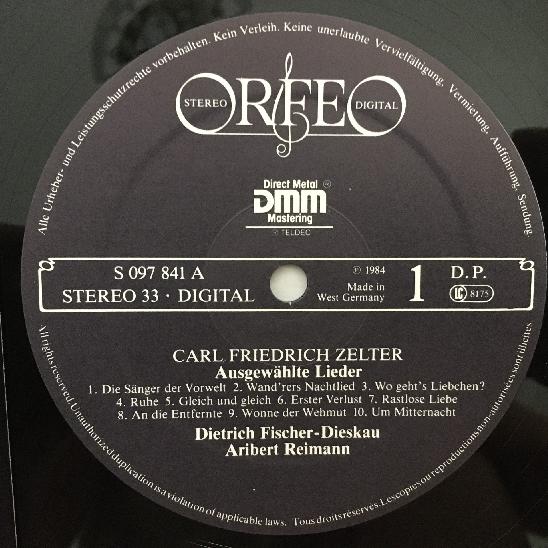 Alle Urheber- und Leistungsschutzrechte vorbehalten. Kein Verleih. Keine unerlaubte Vervielfältigung, Vermietung, Aufführung, Sendung.
ORFEO
STEREO
DIGITAL
Direct Metal ®
DMM
Mastering
℗ TELDEC
S 097 841 A
STEREO 33 · DIGITAL
℗ 1984
Made in
West Germany
1
D.P.
LC 8175
CARL FRIEDRICH ZELTER
Ausgewählte Lieder
1. Die Sänger der Vorwelt 2. Wand'rers Nachtlied 3. Wo geht's Liebchen?
4. Ruhe 5. Gleich und gleich 6. Erster Verlust 7. Rastlose Liebe
8. An die Entfernte 9. Wonne der Wehmut 10. Um Mitternacht
Dietrich Fischer-Dieskau
Aribert Reimann
All rights reserved. Unauthorized duplication is a violation of applicable laws. Tous droits réservés. Les copies ou reproductions non-autorisées von